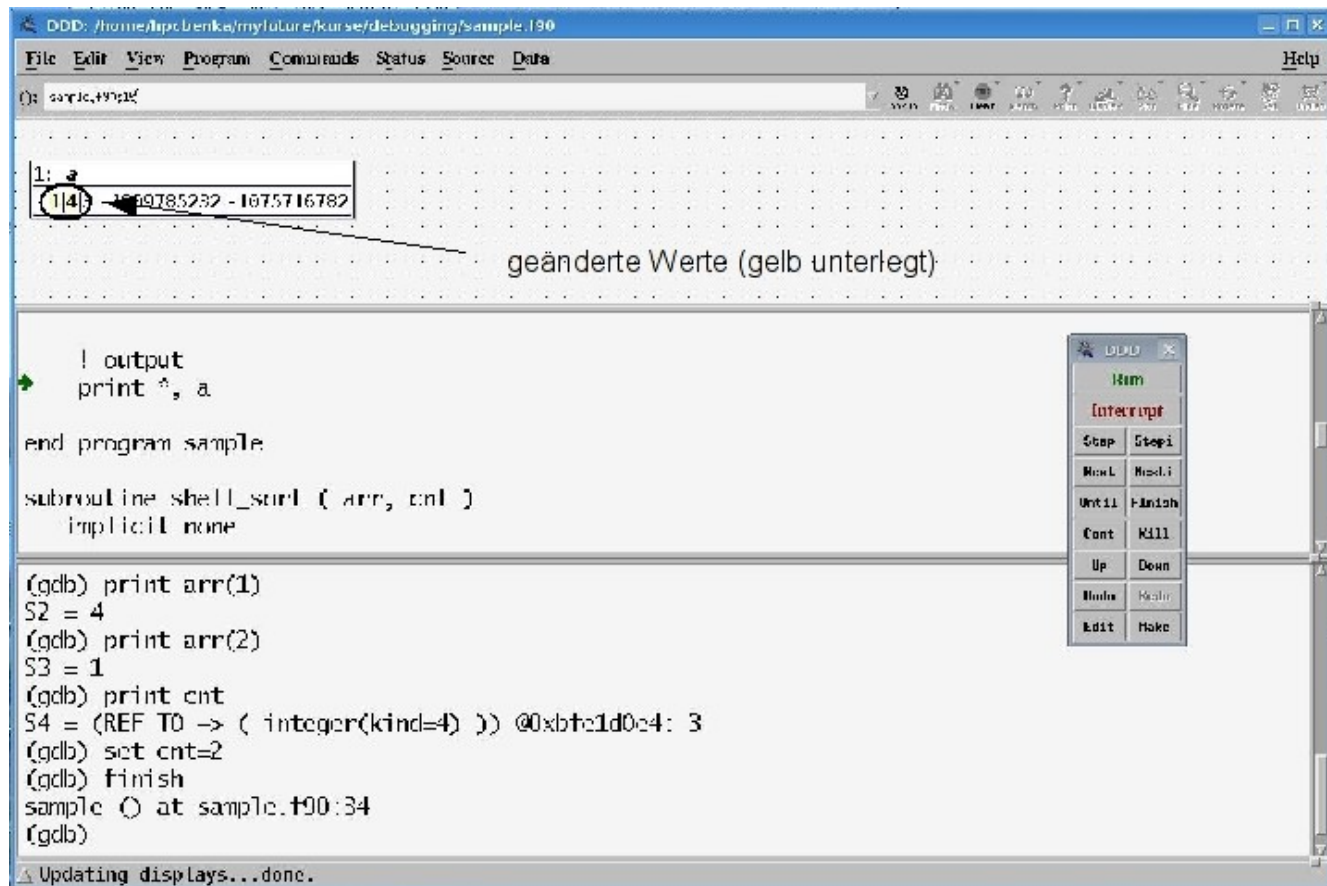 DDD: /home/hpcbenka/myfuture/kurse/debugging/sample.f90
File Edit View Program Commands Status Source Data Help
():
1: a
1 4 -1075716782
geänderte Werte (gelb unterlegt)
! output
print *, a
end program sample
subroutine shell_sort ( arr, cnt )
implicit none
DDD
Run
Interrupt
Step Stepi
Next Nexti
Until Finish
Cont Kill
Up Down
Undo Redo
Edit Make
(gdb) print arr(1)
$2 = 4
(gdb) print arr(2)
$3 = 1
(gdb) print cnt
$4 = (REF TO -> ( integer(kind=4) )) @0xbfe1d0e4: 3
(gdb) set cnt=2
(gdb) finish
sample () at sample.f90:34
(gdb)
Updating displays...done.